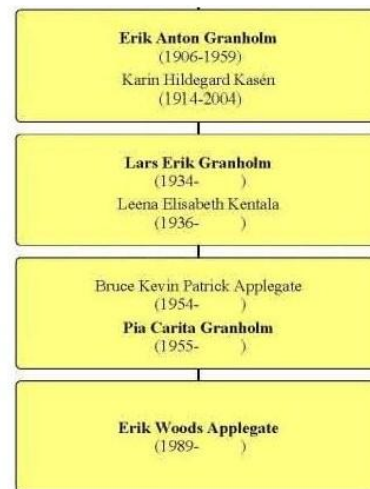 Erik Anton Granholm
(1906-1959)
Karin Hildegard Kasén
(1914-2004)
Lars Erik Granholm
(1934- )
Leena Elisabeth Kentala
(1936- )
Bruce Kevin Patrick Applegate
(1954- )
Pia Carita Granholm
(1955- )
Erik Woods Applegate
(1989- )